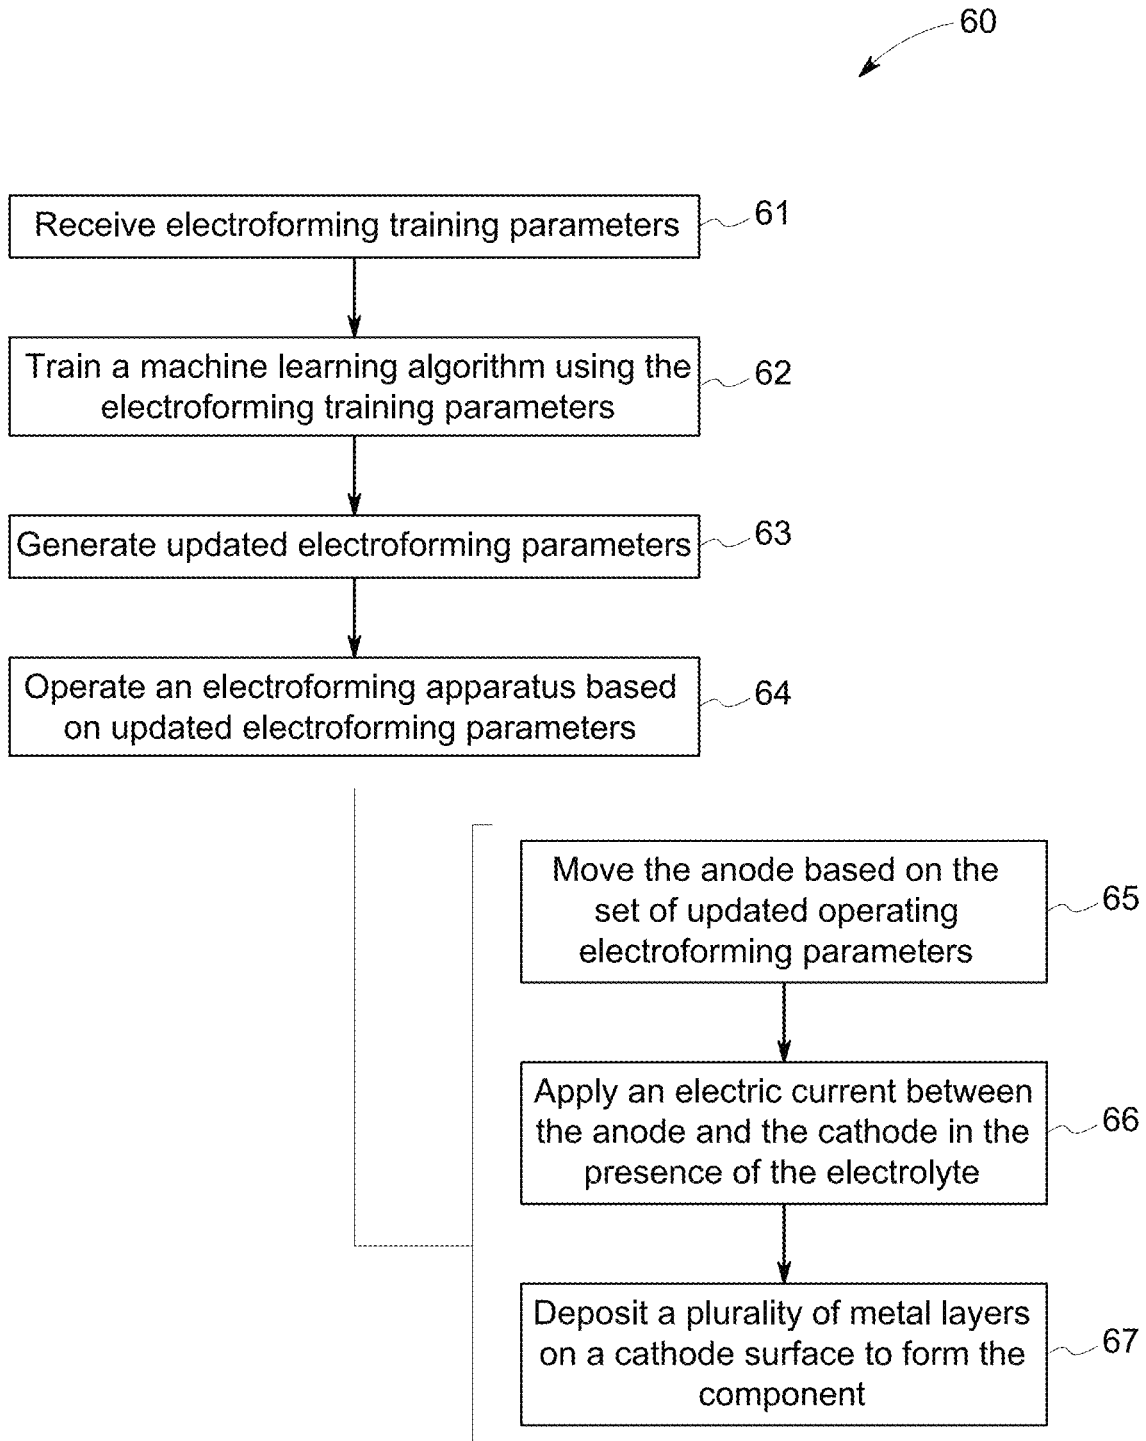 60
Receive electroforming training parameters
61
Train a machine learning algorithm using the
electroforming training parameters
62
Generate updated electroforming parameters
63
Operate an electroforming apparatus based
on updated electroforming parameters
64
Move the anode based on the
set of updated operating
electroforming parameters
65
Apply an electric current between
the anode and the cathode in the
presence of the electrolyte
66
Deposit a plurality of metal layers
on a cathode surface to form the
component
67